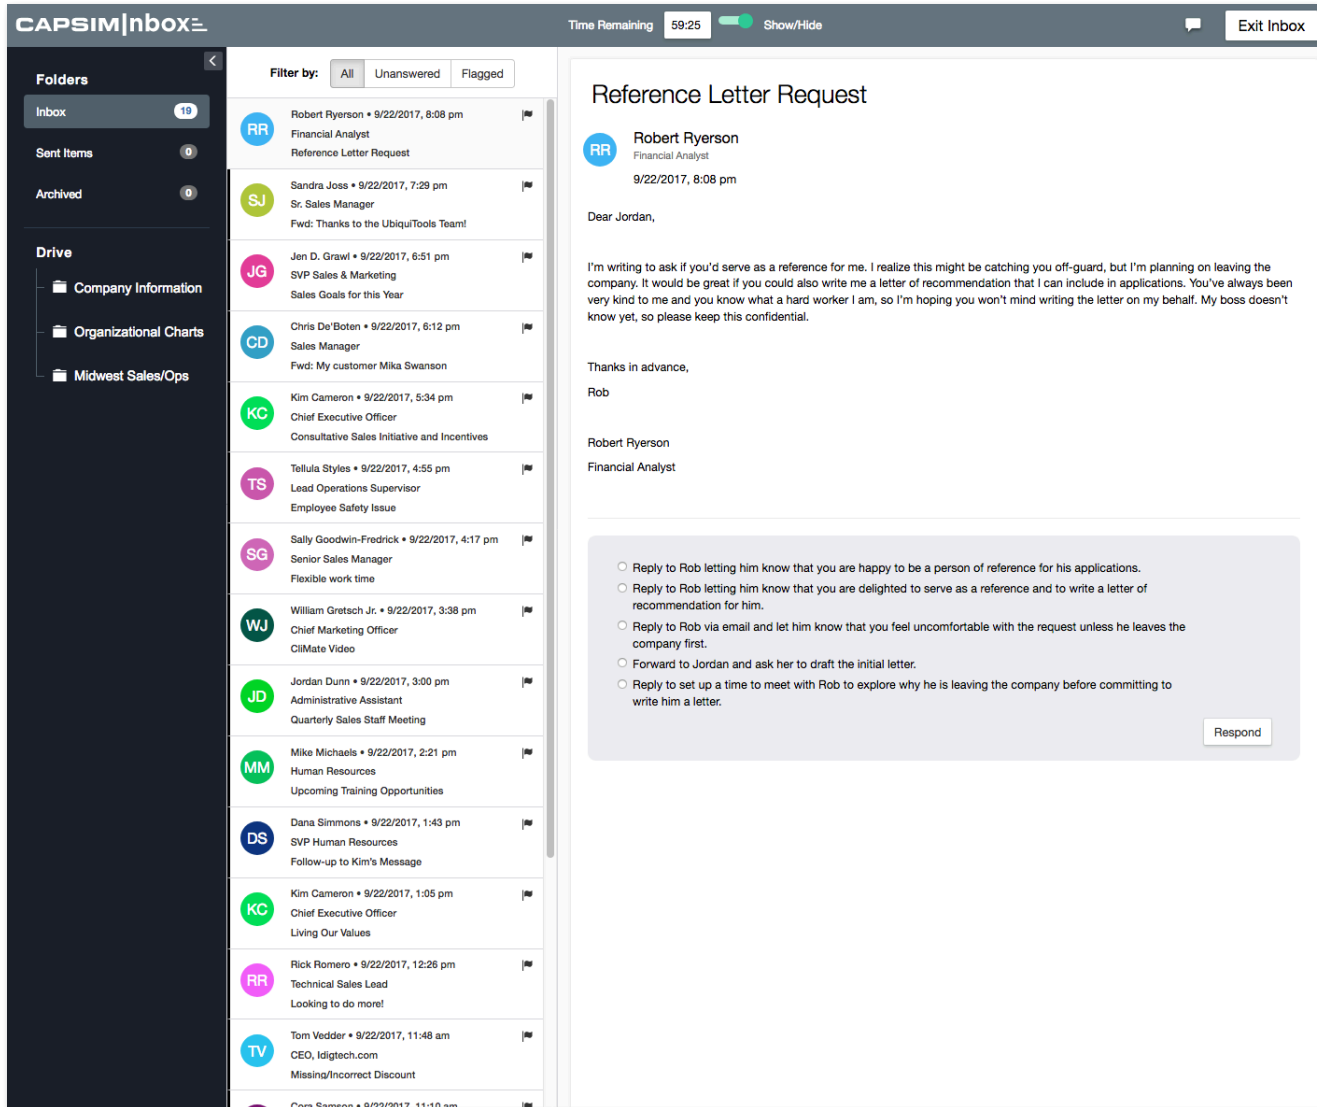 CAPSIM|nbox
Time Remaining 59:25 Show/Hide
Exit Inbox
Folders
Inbox 19
Sent Items 0
Archived 0
Drive
Company Information
Organizational Charts
Midwest Sales/Ops
Filter by: All Unanswered Flagged
RR
Robert Ryerson • 9/22/2017, 8:08 pm
Financial Analyst
Reference Letter Request
SJ
Sandra Joss • 9/22/2017, 7:29 pm
Sr. Sales Manager
Fwd: Thanks to the UbiquiTools Team!
JG
Jen D. Grawl • 9/22/2017, 6:51 pm
SVP Sales & Marketing
Sales Goals for this Year
CD
Chris De'Boten • 9/22/2017, 6:12 pm
Sales Manager
Fwd: My customer Mika Swanson
KC
Kim Cameron • 9/22/2017, 5:34 pm
Chief Executive Officer
Consultative Sales Initiative and Incentives
TS
Tellula Styles • 9/22/2017, 4:55 pm
Lead Operations Supervisor
Employee Safety Issue
SG
Sally Goodwin-Fredrick • 9/22/2017, 4:17 pm
Senior Sales Manager
Flexible work time
WJ
William Gretsch Jr. • 9/22/2017, 3:38 pm
Chief Marketing Officer
CliMate Video
JD
Jordan Dunn • 9/22/2017, 3:00 pm
Administrative Assistant
Quarterly Sales Staff Meeting
MM
Mike Michaels • 9/22/2017, 2:21 pm
Human Resources
Upcoming Training Opportunities
DS
Dana Simmons • 9/22/2017, 1:43 pm
SVP Human Resources
Follow-up to Kim's Message
KC
Kim Cameron • 9/22/2017, 1:05 pm
Chief Executive Officer
Living Our Values
RR
Rick Romero • 9/22/2017, 12:26 pm
Technical Sales Lead
Looking to do more!
TV
Tom Vedder • 9/22/2017, 11:48 am
CEO, Idigtech.com
Missing/Incorrect Discount
Cora Samson • 9/22/2017, 11:10 am
Reference Letter Request
RR
Robert Ryerson
Financial Analyst
9/22/2017, 8:08 pm
Dear Jordan,
I'm writing to ask if you'd serve as a reference for me. I realize this might be catching you off-guard, but I'm planning on leaving the
company. It would be great if you could also write me a letter of recommendation that I can include in applications. You've always been
very kind to me and you know what a hard worker I am, so I'm hoping you won't mind writing the letter on my behalf. My boss doesn't
know yet, so please keep this confidential.
Thanks in advance,
Rob
Robert Ryerson
Financial Analyst
Reply to Rob letting him know that you are happy to be a person of reference for his applications.
Reply to Rob letting him know that you are delighted to serve as a reference and to write a letter of
recommendation for him.
Reply to Rob via email and let him know that you feel uncomfortable with the request unless he leaves the
company first.
Forward to Jordan and ask her to draft the initial letter.
Reply to set up a time to meet with Rob to explore why he is leaving the company before committing to
write him a letter.
Respond